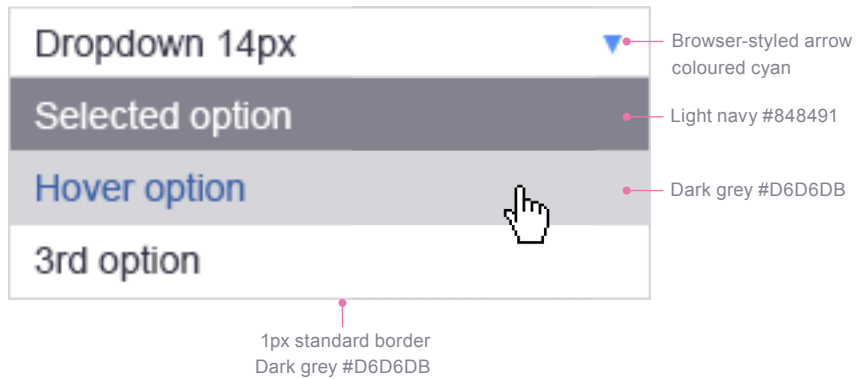 Dropdown 14px
Browser-styled arrow
coloured cyan
Selected option
Light navy #848491
Hover option
Dark grey #D6D6DB
3rd option
1px standard border
Dark grey #D6D6DB